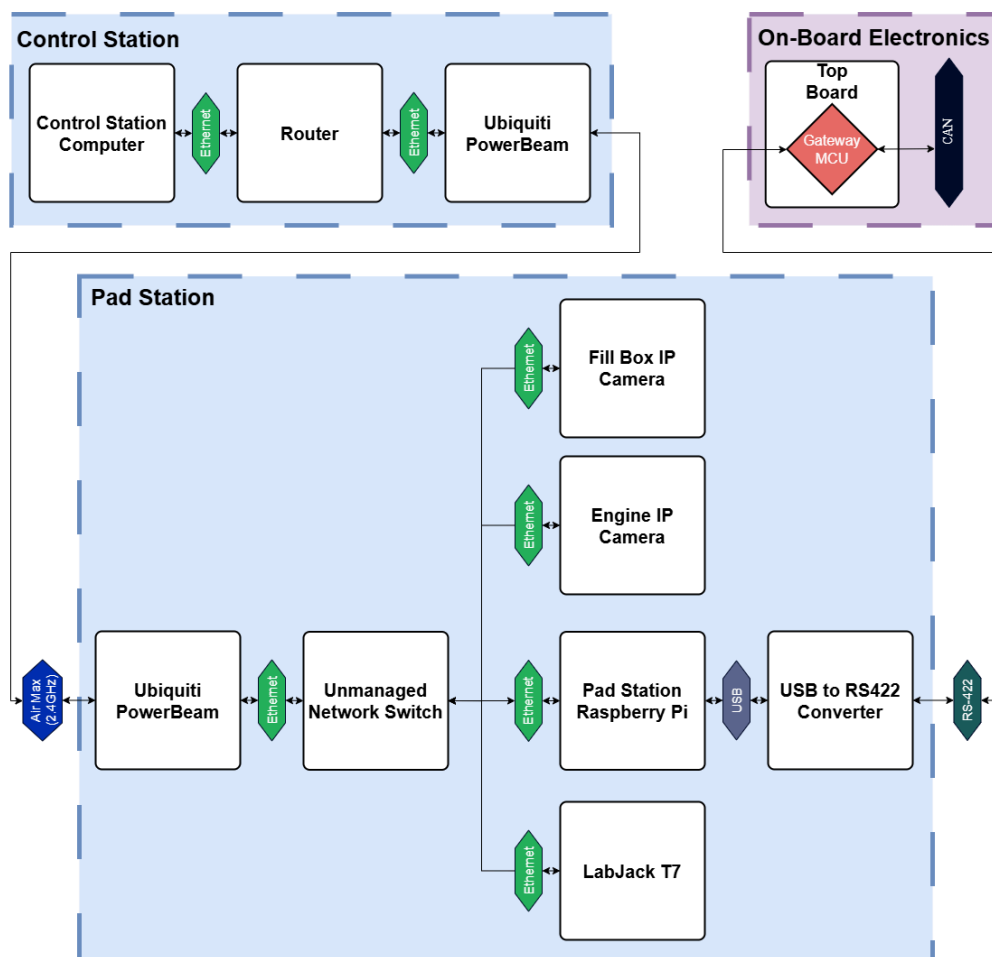 Control Station
Control Station
Computer
Ethernet
Router
Ethernet
Ubiquiti
PowerBeam
On-Board Electronics
Top
Board
Gateway
MCU
CAN
Pad Station
Ethernet
Fill Box IP
Camera
Ethernet
Engine IP
Camera
Air Max
(2.4GHz)
Ubiquiti
PowerBeam
Ethernet
Unmanaged
Network Switch
Ethernet
Pad Station
Raspberry Pi
USB
USB to RS422
Converter
RS-422
Ethernet
LabJack T7